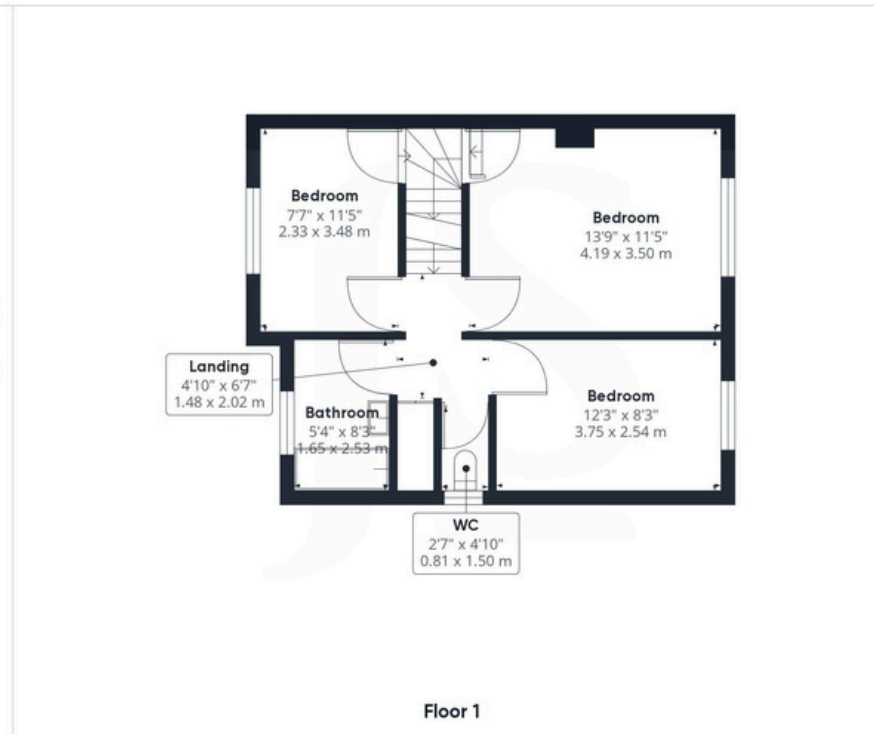 Bedroom
7'7" x 11'5"
2.33 x 3.48 m
Bedroom
13'9" x 11'5"
4.19 x 3.50 m
Landing
4'10" x 6'7"
1.48 x 2.02 m
Bathroom
5'4" x 8'3"
1.65 x 2.53 m
Bedroom
12'3" x 8'3"
3.75 x 2.54 m
WC
2'7" x 4'10"
0.81 x 1.50 m
Floor 1